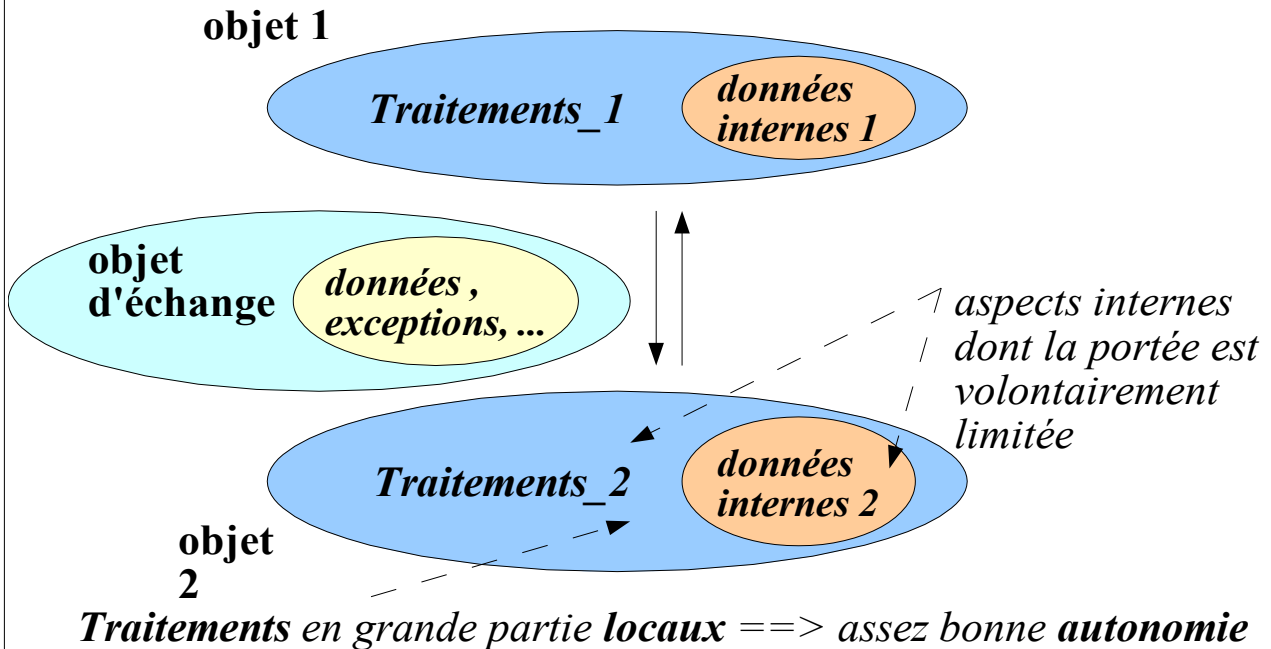 objet 1
Traitements_1
données
internes 1
objet
d'échange
données ,
exceptions, ...
aspects internes
dont la portée est
volontairement
limitée
Traitements_2
données
internes 2
objet
2
Traitements en grande partie locaux ==> assez bonne autonomie